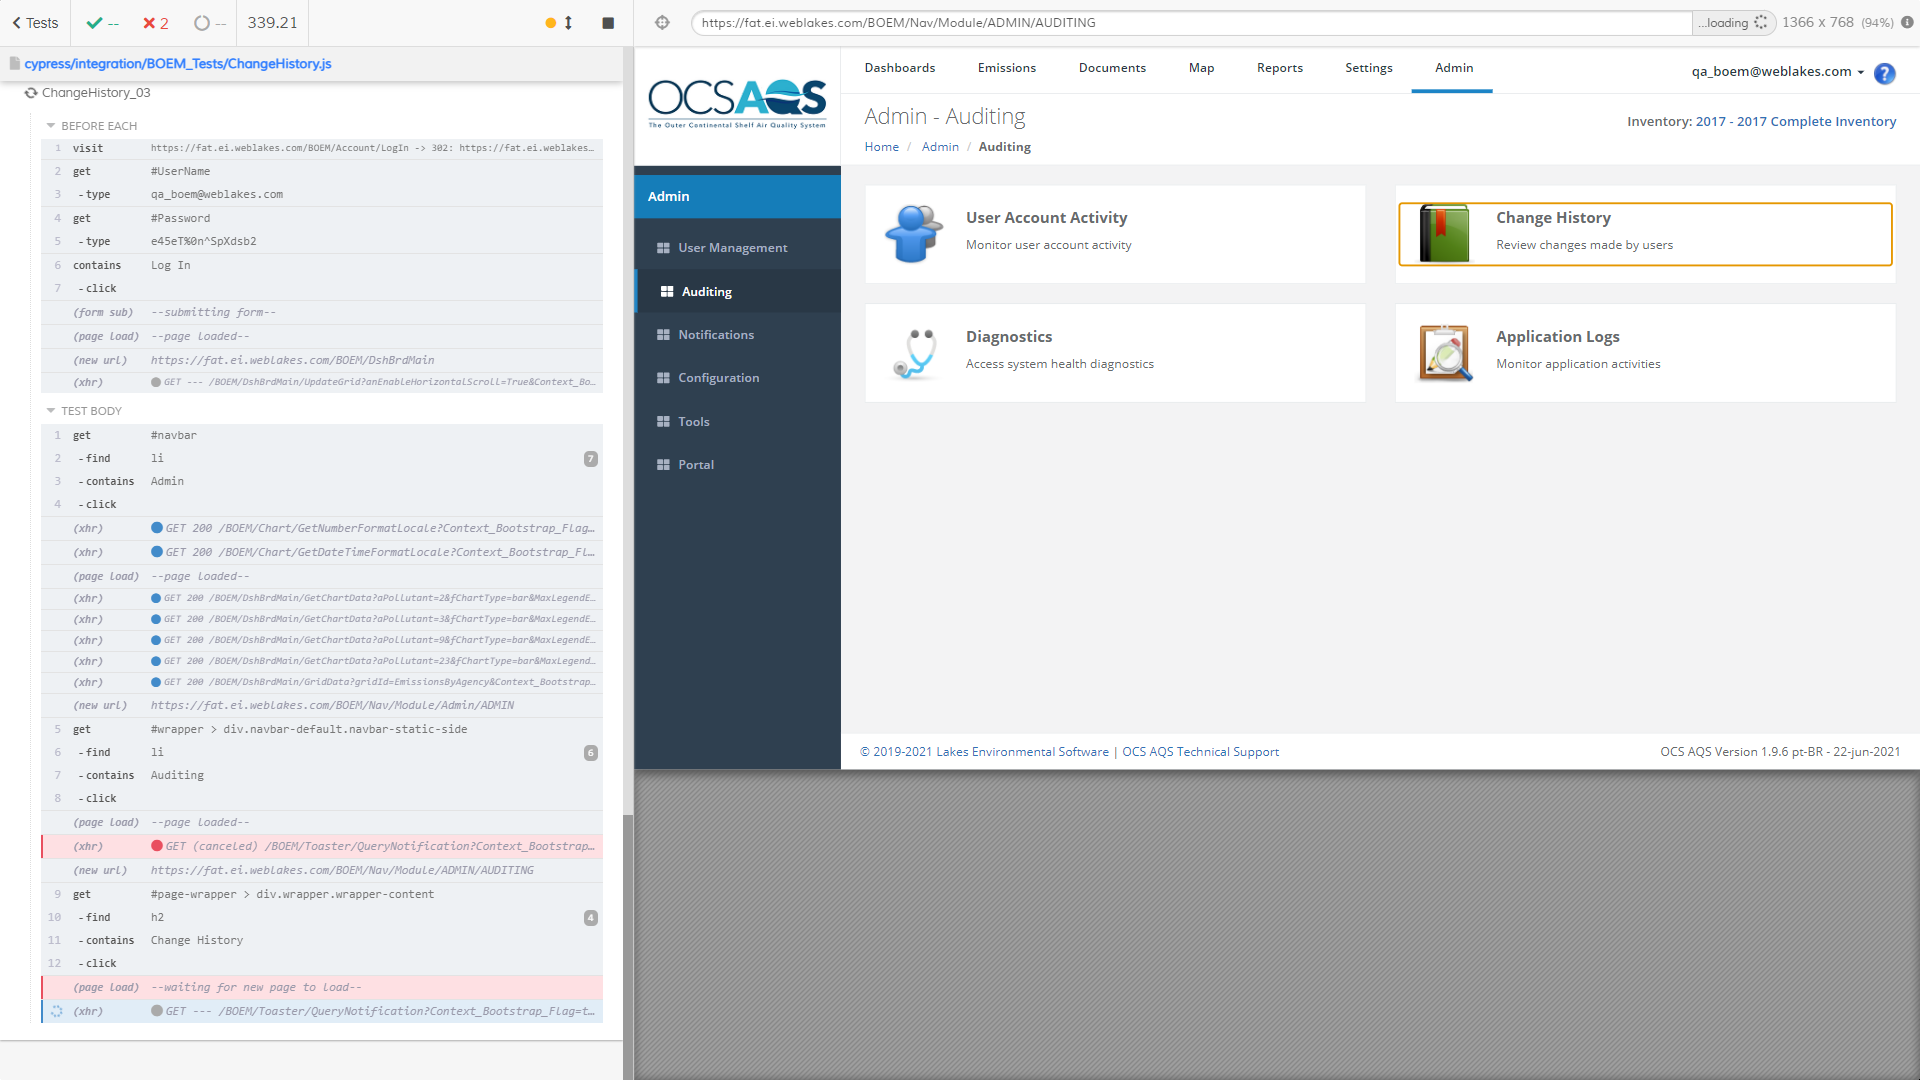 Tests
--
2
--
339.21
cypress/integration/BOEM_Tests/ChangeHistory.js
ChangeHistory_03
BEFORE EACH
1 visit https://fat.ei.weblakes.com/BOEM/Account/LogIn -> 302: https://fat.ei.weblakes...
2 get #UserName
3 -type qa_boem@weblakes.com
4 get #Password
5 -type e45eT%0n^SpXdsb2
6 contains Log In
7 -click
(form sub) --submitting form--
(page load) --page loaded--
(new url) https://fat.ei.weblakes.com/BOEM/DshBrdMain
(xhr) GET --- /BOEM/DshBrdMain/UpdateGrid?anEnableHorizontalScroll=True&Context_Bo...
TEST BODY
1 get #navbar
2 -find li 7
3 -contains Admin
4 -click
(xhr) GET 200 /BOEM/Chart/GetNumberFormatLocale?Context_Bootstrap_Flag...
(xhr) GET 200 /BOEM/Chart/GetDateTimeFormatLocale?Context_Bootstrap_Fl...
(page load) --page loaded--
(xhr) GET 200 /BOEM/DshBrdMain/GetChartData?aPollutant=2&fChartType=bar&MaxLegendE...
(xhr) GET 200 /BOEM/DshBrdMain/GetChartData?aPollutant=3&fChartType=bar&MaxLegendE...
(xhr) GET 200 /BOEM/DshBrdMain/GetChartData?aPollutant=9&fChartType=bar&MaxLegendE...
(xhr) GET 200 /BOEM/DshBrdMain/GetChartData?aPollutant=23&fChartType=bar&MaxLegend...
(xhr) GET 200 /BOEM/DshBrdMain/GridData?gridId=EmissionsByAgency&Context_Bootstrap...
(new url) https://fat.ei.weblakes.com/BOEM/Nav/Module/Admin/ADMIN
5 get #wrapper > div.navbar-default.navbar-static-side
6 -find li 6
7 -contains Auditing
8 -click
(page load) --page loaded--
(xhr) GET (canceled) /BOEM/Toaster/QueryNotification?Context_Bootstrap...
(new url) https://fat.ei.weblakes.com/BOEM/Nav/Module/ADMIN/AUDITING
9 get #page-wrapper > div.wrapper.wrapper-content
10 -find h2 4
11 -contains Change History
12 -click
(page load) --waiting for new page to load--
(xhr) GET --- /BOEM/Toaster/QueryNotification?Context_Bootstrap_Flag=t...
https://fat.ei.weblakes.com/BOEM/Nav/Module/ADMIN/AUDITING
...loading
1366 x 768 (94%)
OCSAQS
The Outer Continental Shelf Air Quality System
Dashboards Emissions Documents Map Reports Settings Admin
qa_boem@weblakes.com ?
Admin - Auditing
Inventory: 2017 - 2017 Complete Inventory
Home / Admin / Auditing
Admin
User Management
Auditing
Notifications
Configuration
Tools
Portal
User Account Activity
Monitor user account activity
Change History
Review changes made by users
Diagnostics
Access system health diagnostics
Application Logs
Monitor application activities
© 2019-2021 Lakes Environmental Software | OCS AQS Technical Support
OCS AQS Version 1.9.6 pt-BR - 22-jun-2021